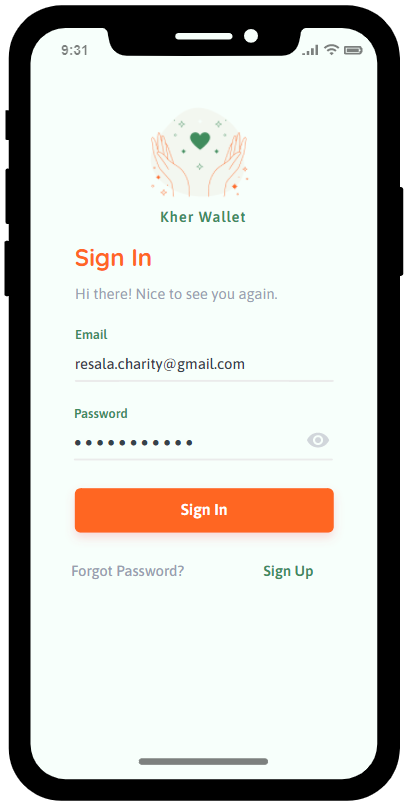 9:31
Kher Wallet
Sign In
Hi there! Nice to see you again.
Email
resala.charity@gmail.com
Password
•••••••••••
Sign In
Forgot Password? Sign Up